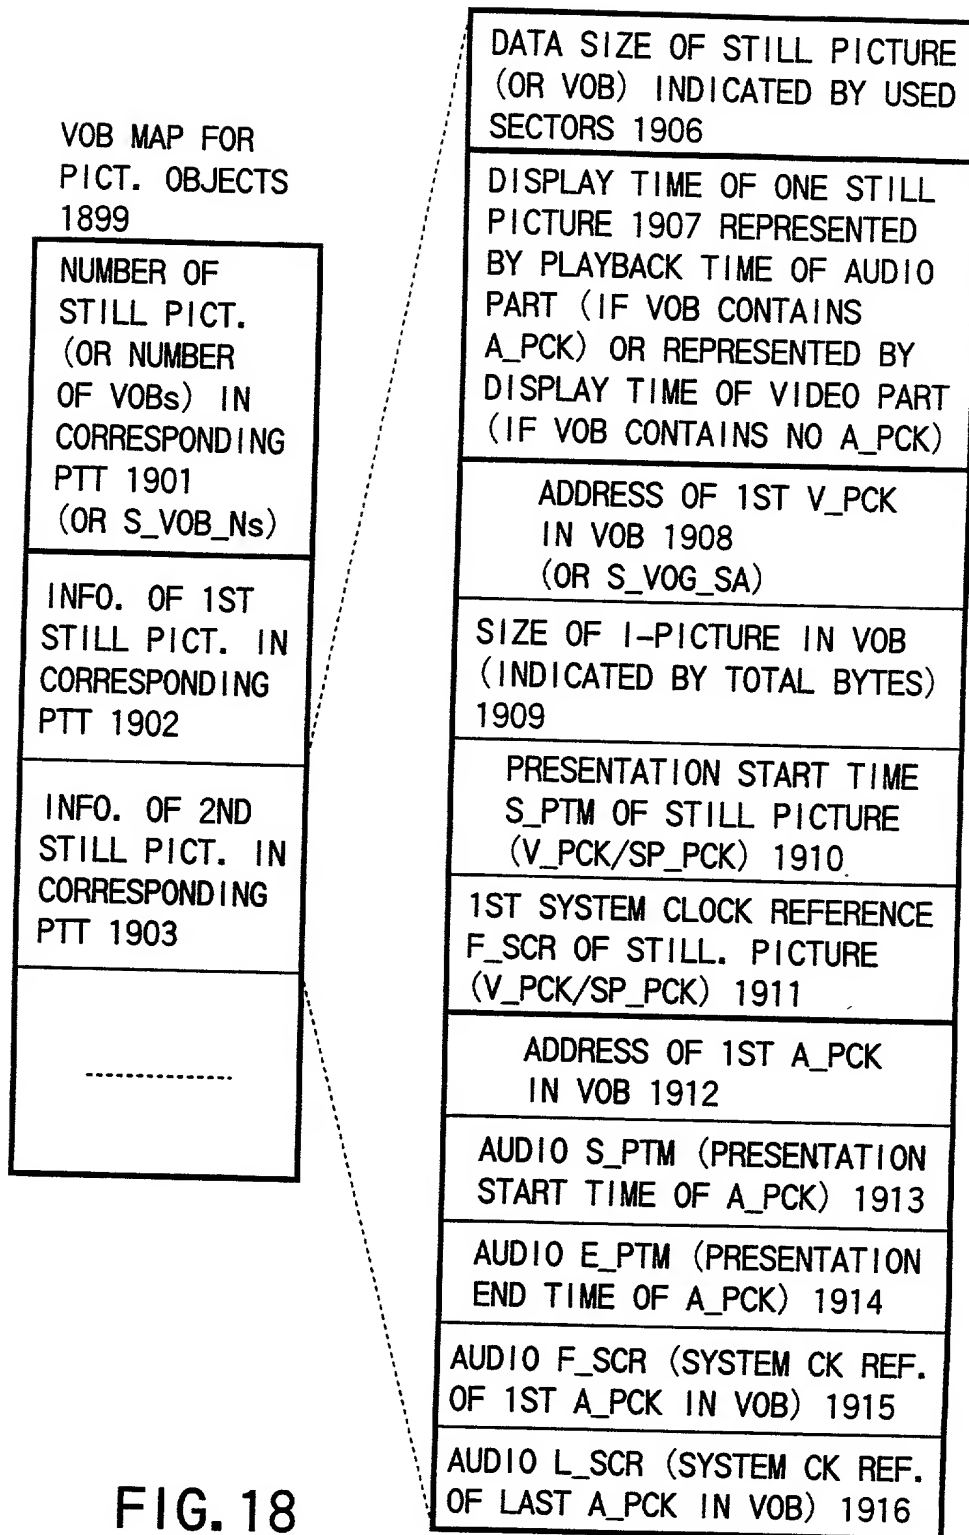 VOB MAP FOR
PICT. OBJECTS
1899
NUMBER OF
STILL PICT.
(OR NUMBER
OF VOBs) IN
CORRESPONDING
PTT 1901
(OR S_VOB_Ns)
INFO. OF 1ST
STILL PICT. IN
CORRESPONDING
PTT 1902
INFO. OF 2ND
STILL PICT. IN
CORRESPONDING
PTT 1903
DATA SIZE OF STILL PICTURE
(OR VOB) INDICATED BY USED
SECTORS 1906
DISPLAY TIME OF ONE STILL
PICTURE 1907 REPRESENTED
BY PLAYBACK TIME OF AUDIO
PART (IF VOB CONTAINS
A_PCK) OR REPRESENTED BY
DISPLAY TIME OF VIDEO PART
(IF VOB CONTAINS NO A_PCK)
ADDRESS OF 1ST V_PCK
IN VOB 1908
(OR S_VOG_SA)
SIZE OF I-PICTURE IN VOB
(INDICATED BY TOTAL BYTES)
1909
PRESENTATION START TIME
S_PTM OF STILL PICTURE
(V_PCK/SP_PCK) 1910
1ST SYSTEM CLOCK REFERENCE
F_SCR OF STILL. PICTURE
(V_PCK/SP_PCK) 1911
ADDRESS OF 1ST A_PCK
IN VOB 1912
AUDIO S_PTM (PRESENTATION
START TIME OF A_PCK) 1913
AUDIO E_PTM (PRESENTATION
END TIME OF A_PCK) 1914
AUDIO F_SCR (SYSTEM CK REF.
OF 1ST A_PCK IN VOB) 1915
AUDIO L_SCR (SYSTEM CK REF.
OF LAST A_PCK IN VOB) 1916
FIG. 18